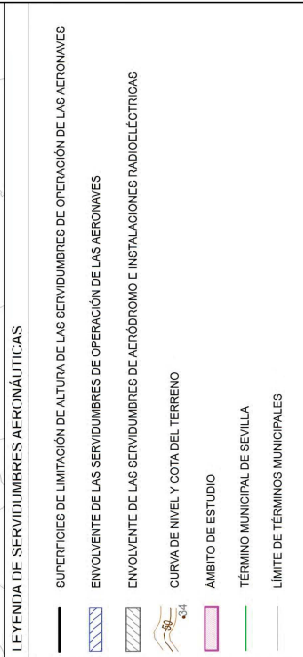 LEYENDA DE SERVIDUMBRES AERONÁUTICAS
SUPERFICIES DE LIMITACIÓN DE ALTURA DE LAS SERVIDUMBRES DE OPERACIÓN DE LAS AERONAVES
ENVOLVENTE DE LAS SERVIDUMBRES DE OPERACIÓN DE LAS AERONAVES
ENVOLVENTE DE LAS SERVIDUMBRES DE AERÓDROMO E INSTALACIONES RADIOELÉCTRICAS
50 34 CURVA DE NIVEL Y COTA DEL TERRENO
ÁMBITO DE ESTUDIO
TÉRMINO MUNICIPAL DE SEVILLA
LÍMITE DE TÉRMINOS MUNICIPALES